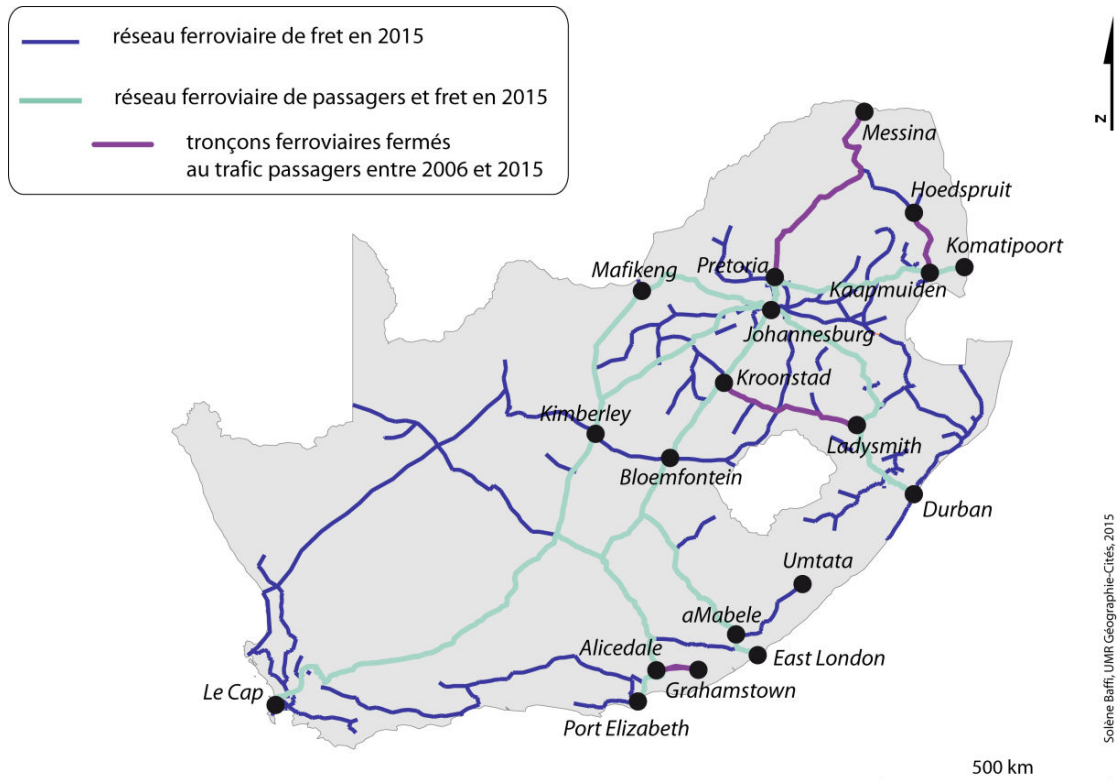 réseau ferroviaire de fret en 2015
réseau ferroviaire de passagers et fret en 2015
tronçons ferroviaires fermés
au trafic passagers entre 2006 et 2015
N
Messina
Hoedspruit
Komatipoort
Pretoria
Mafikeng
Kaapmuiden
Johannesburg
Kroonstad
Kimberley
Ladysmith
Bloemfontein
Durban
Umtata
aMabele
Alicedale
East London
Grahamstown
Le Cap
Port Elizabeth
500 km
Solène Baffi, UMR Géographie-Cités, 2015